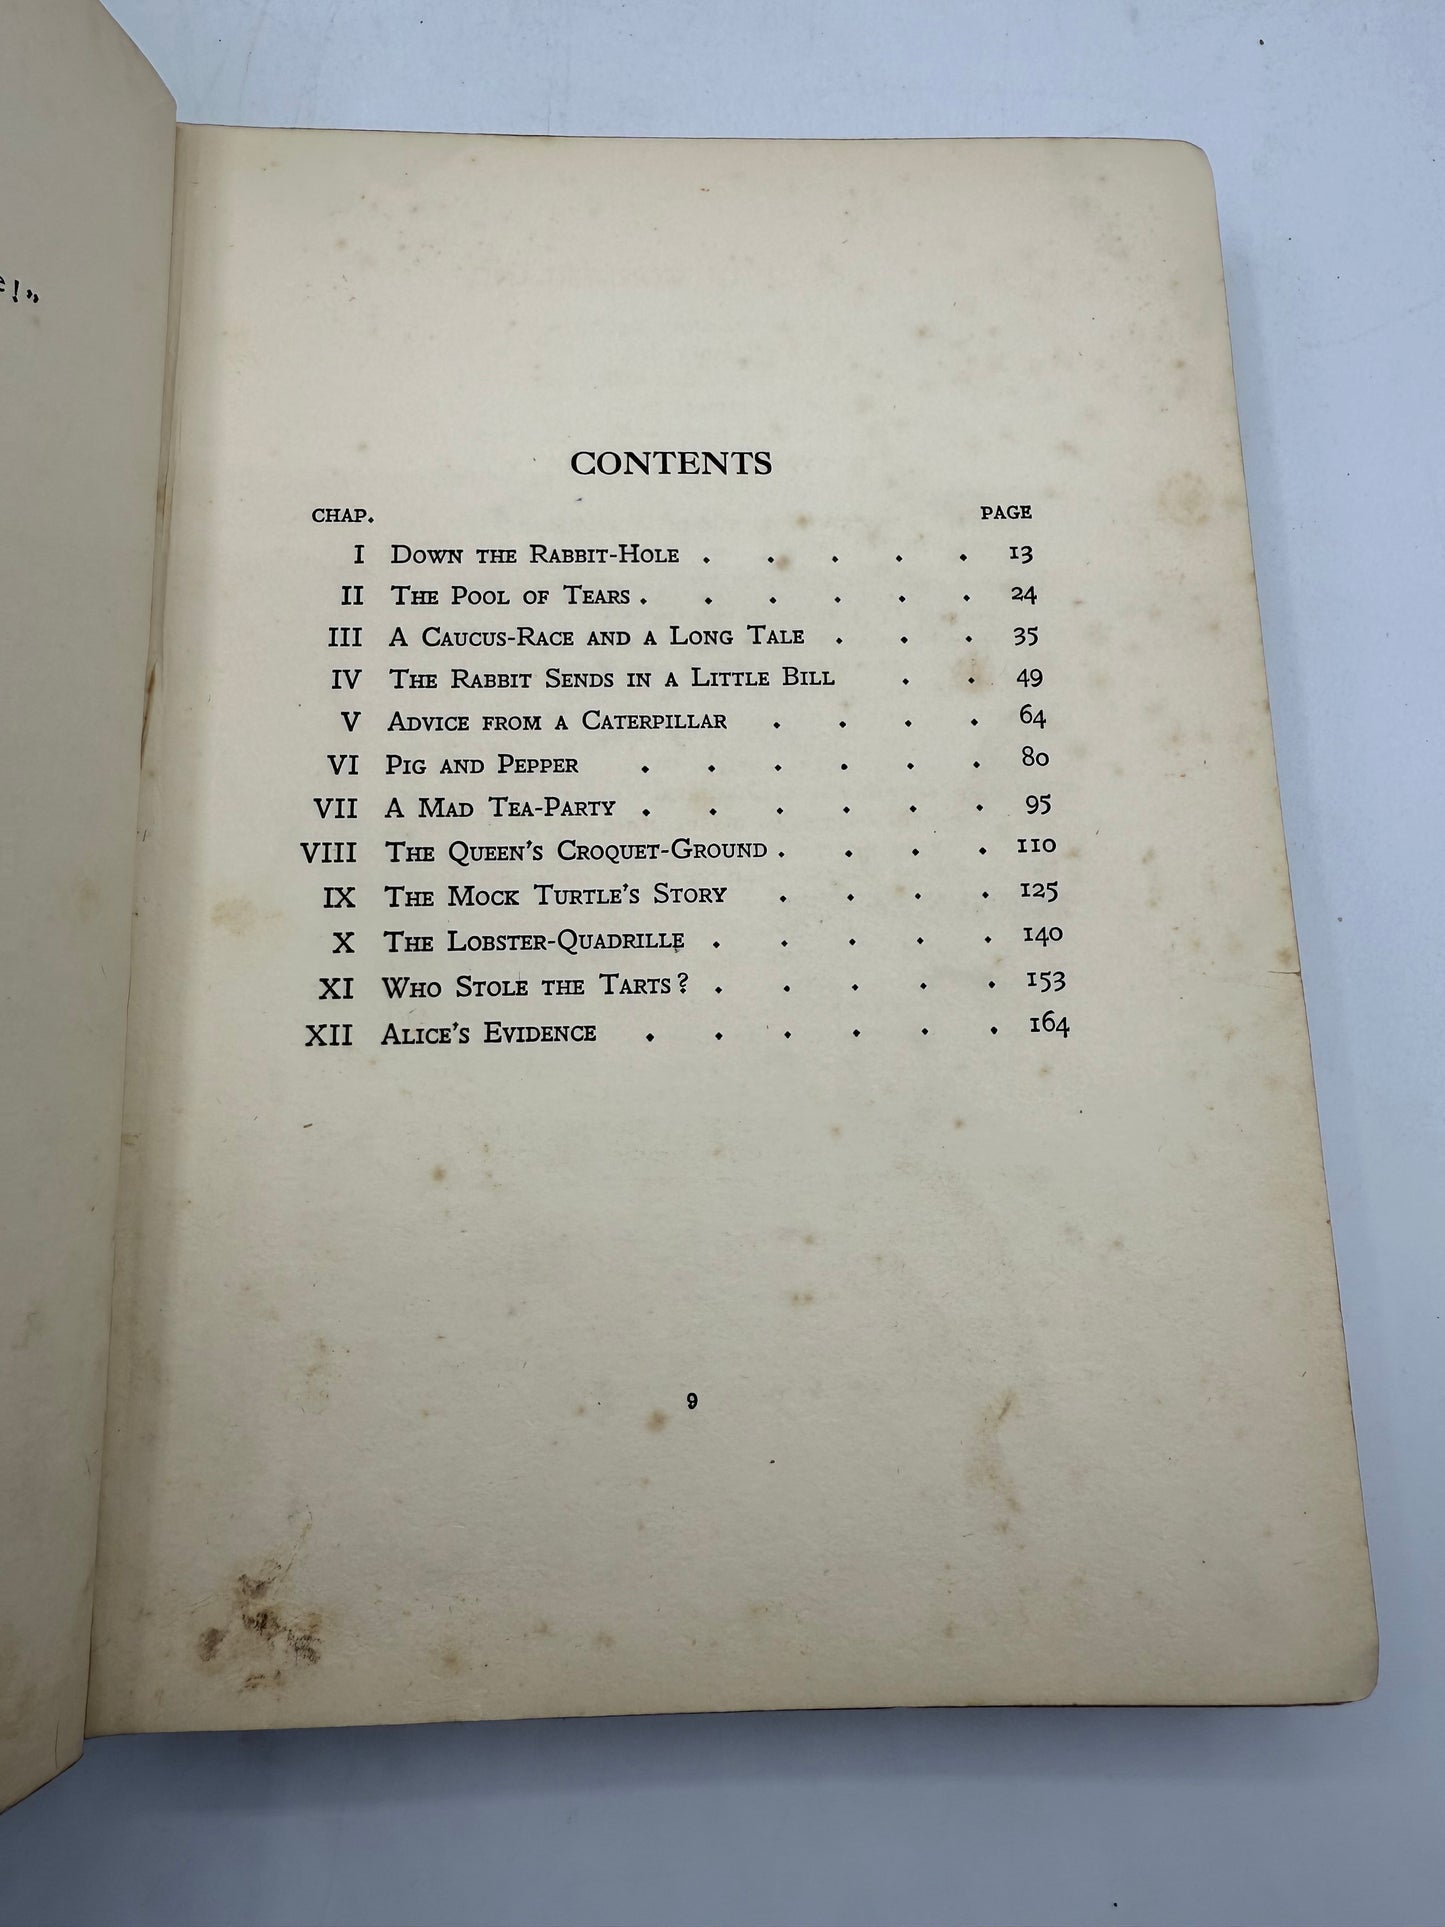 CONTENTS
CHAP. PAGE
I DOWN THE RABBIT-HOLE . . . . . 13
II THE POOL OF TEARS . . . . . . 24
III A CAUCUS-RACE AND A LONG TALE . . . 35
IV THE RABBIT SENDS IN A LITTLE BILL . . 49
V ADVICE FROM A CATERPILLAR . . . . 64
VI PIG AND PEPPER . . . . . . 80
VII A MAD TEA-PARTY . . . . . . 95
VIII THE QUEEN'S CROQUET-GROUND . . . . 110
IX THE MOCK TURTLE'S STORY . . . . 125
X THE LOBSTER-QUADRILLE . . . . . 140
XI WHO STOLE THE TARTS? . . . . . 153
XII ALICE'S EVIDENCE . . . . . . 164
9